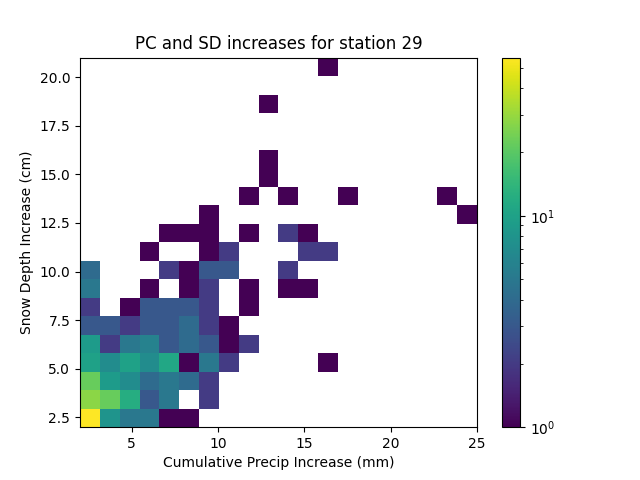 PC and SD increases for station 29
20.0
17.5
15.0
12.5
10.0
7.5
5.0
2.5
Snow Depth Increase (cm)
5 10 15 20 25
Cumulative Precip Increase (mm)
10¹
10⁰